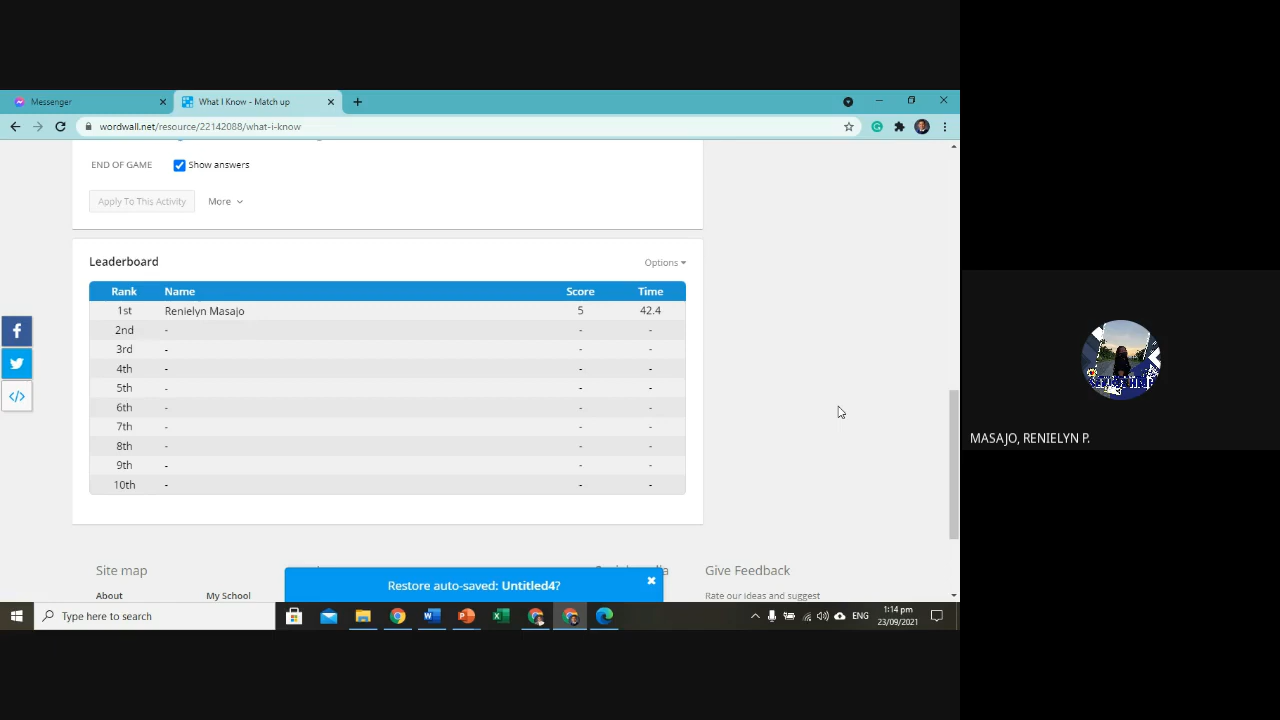 Messenger
What I Know - Match up
wordwall.net/resource/22142088/what-i-know
END OF GAME
Show answers
Apply To This Activity
More
Leaderboard
Options
Rank Name Score Time
1st Renielyn Masajo 5 42.4
2nd - - -
3rd - - -
4th - - -
5th - - -
6th - - -
7th - - -
8th - - -
9th - - -
10th - - -
MASAJO, RENIELYN P.
Site map
Give Feedback
Restore auto-saved: Untitled4?
About
My School
Rate our ideas and suggest
Type here to search
ENG
1:14 pm
23/09/2021